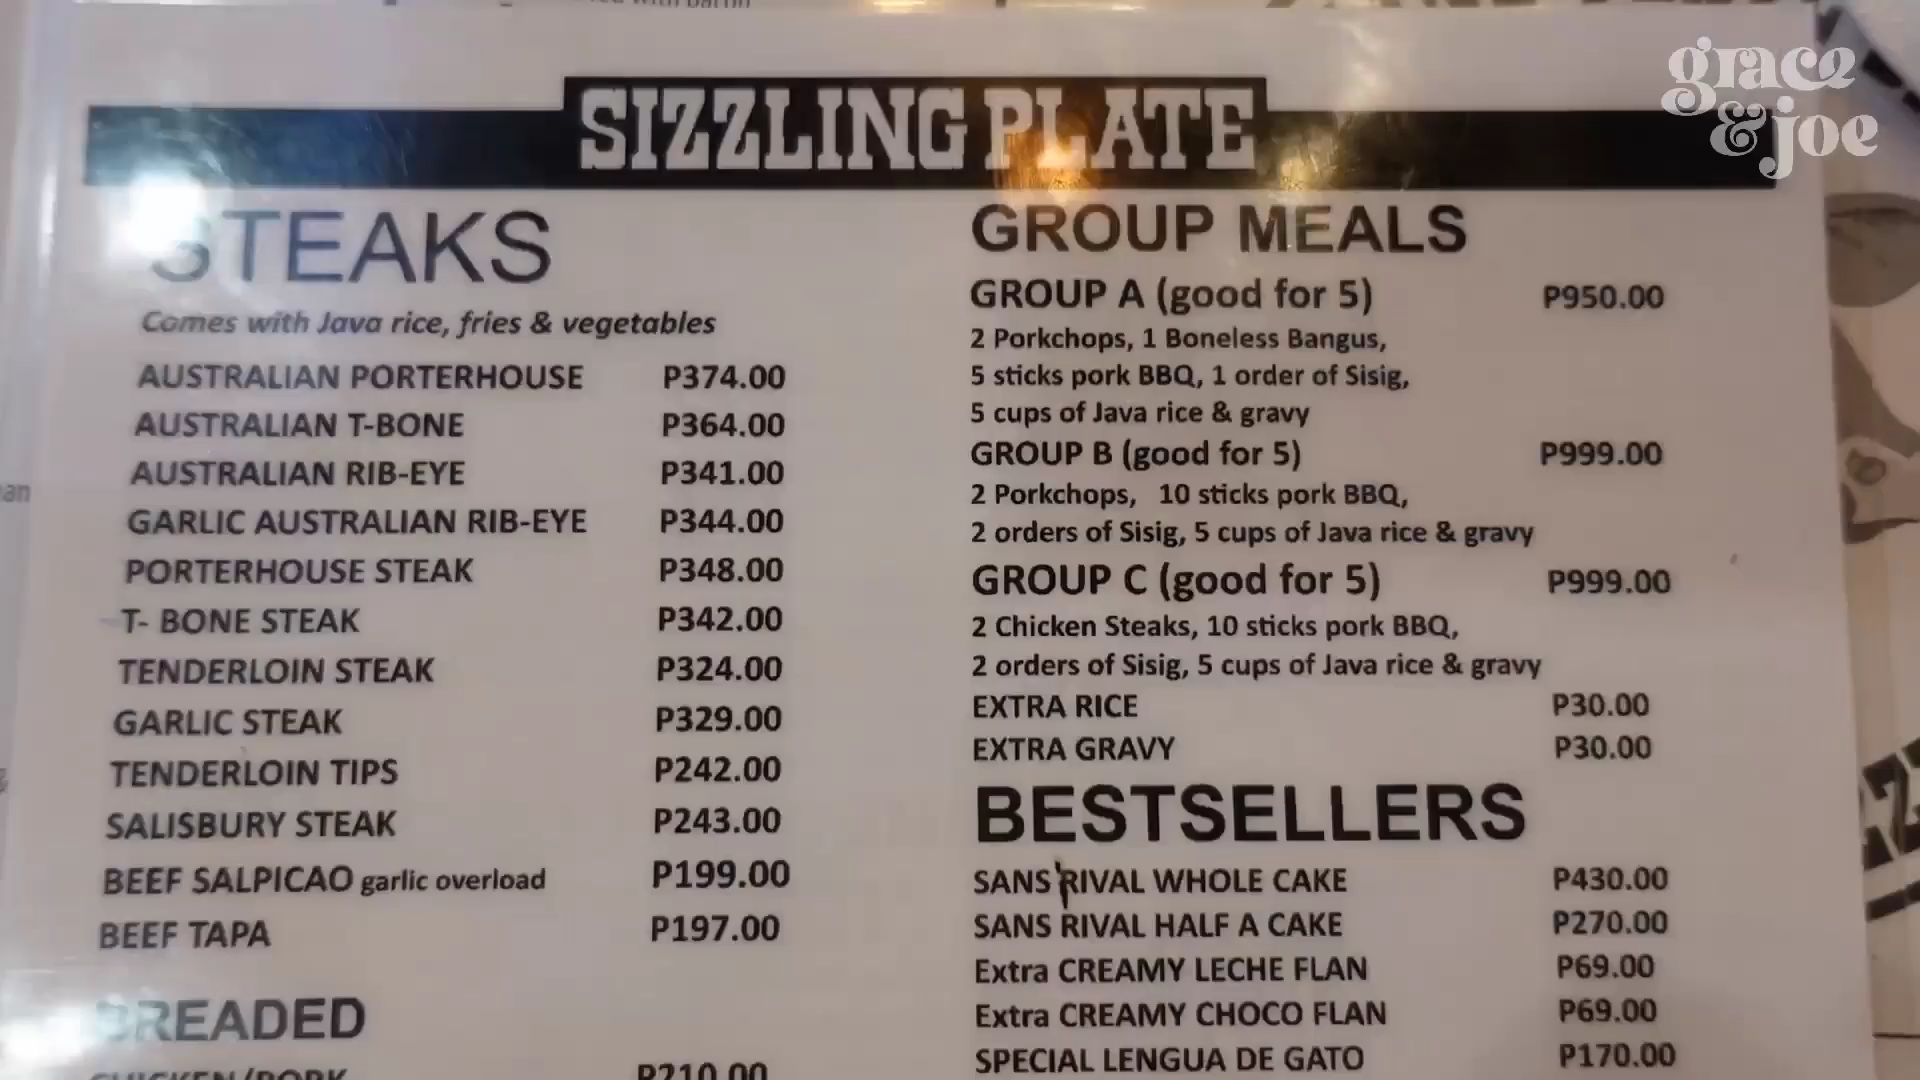 grace
& joe
SIZZLING PLATE
STEAKS
Comes with Java rice, fries & vegetables
AUSTRALIAN PORTERHOUSE P374.00
AUSTRALIAN T-BONE P364.00
AUSTRALIAN RIB-EYE P341.00
GARLIC AUSTRALIAN RIB-EYE P344.00
PORTERHOUSE STEAK P348.00
T- BONE STEAK P342.00
TENDERLOIN STEAK P324.00
GARLIC STEAK P329.00
TENDERLOIN TIPS P242.00
SALISBURY STEAK P243.00
BEEF SALPICAO garlic overload P199.00
BEEF TAPA P197.00
BREADED
CHICKEN/PORK P210.00
GROUP MEALS
GROUP A (good for 5) P950.00
2 Porkchops, 1 Boneless Bangus,
5 sticks pork BBQ, 1 order of Sisig,
5 cups of Java rice & gravy
GROUP B (good for 5) P999.00
2 Porkchops, 10 sticks pork BBQ,
2 orders of Sisig, 5 cups of Java rice & gravy
GROUP C (good for 5) P999.00
2 Chicken Steaks, 10 sticks pork BBQ,
2 orders of Sisig, 5 cups of Java rice & gravy
EXTRA RICE P30.00
EXTRA GRAVY P30.00
BESTSELLERS
SANS RIVAL WHOLE CAKE P430.00
SANS RIVAL HALF A CAKE P270.00
Extra CREAMY LECHE FLAN P69.00
Extra CREAMY CHOCO FLAN P69.00
SPECIAL LENGUA DE GATO P170.00